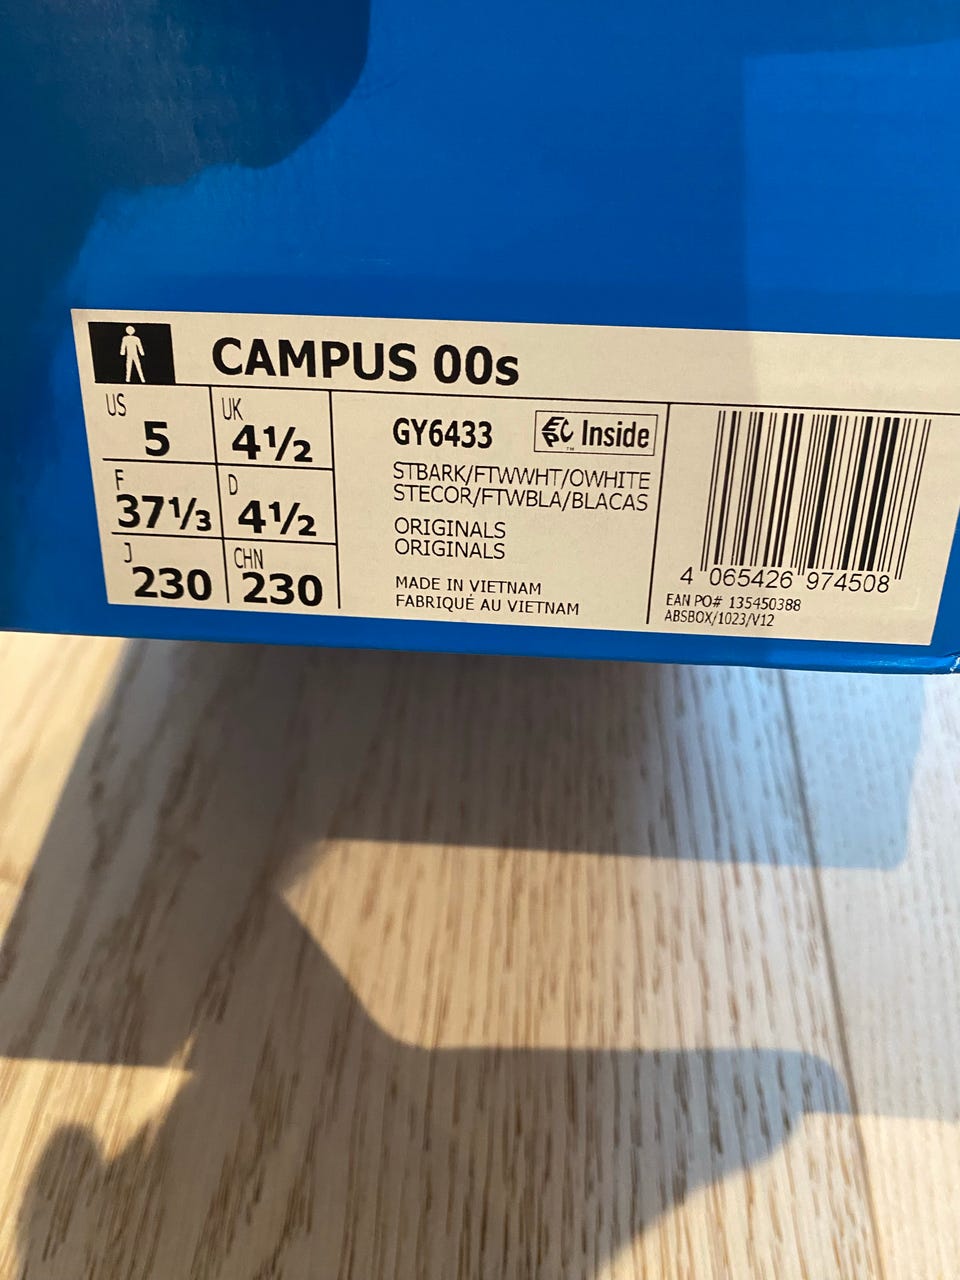 CAMPUS 00s
US 5 UK 4½
F 37⅓ D 4½
J 230 CHN 230
GY6433 Inside
STBARK/FTWWHT/OWHITE
STECOR/FTWBLA/BLACAS
ORIGINALS
ORIGINALS
MADE IN VIETNAM
FABRIQUÉ AU VIETNAM
4 065426 974508
EAN PO# 135450388
ABSBOX/1023/V12